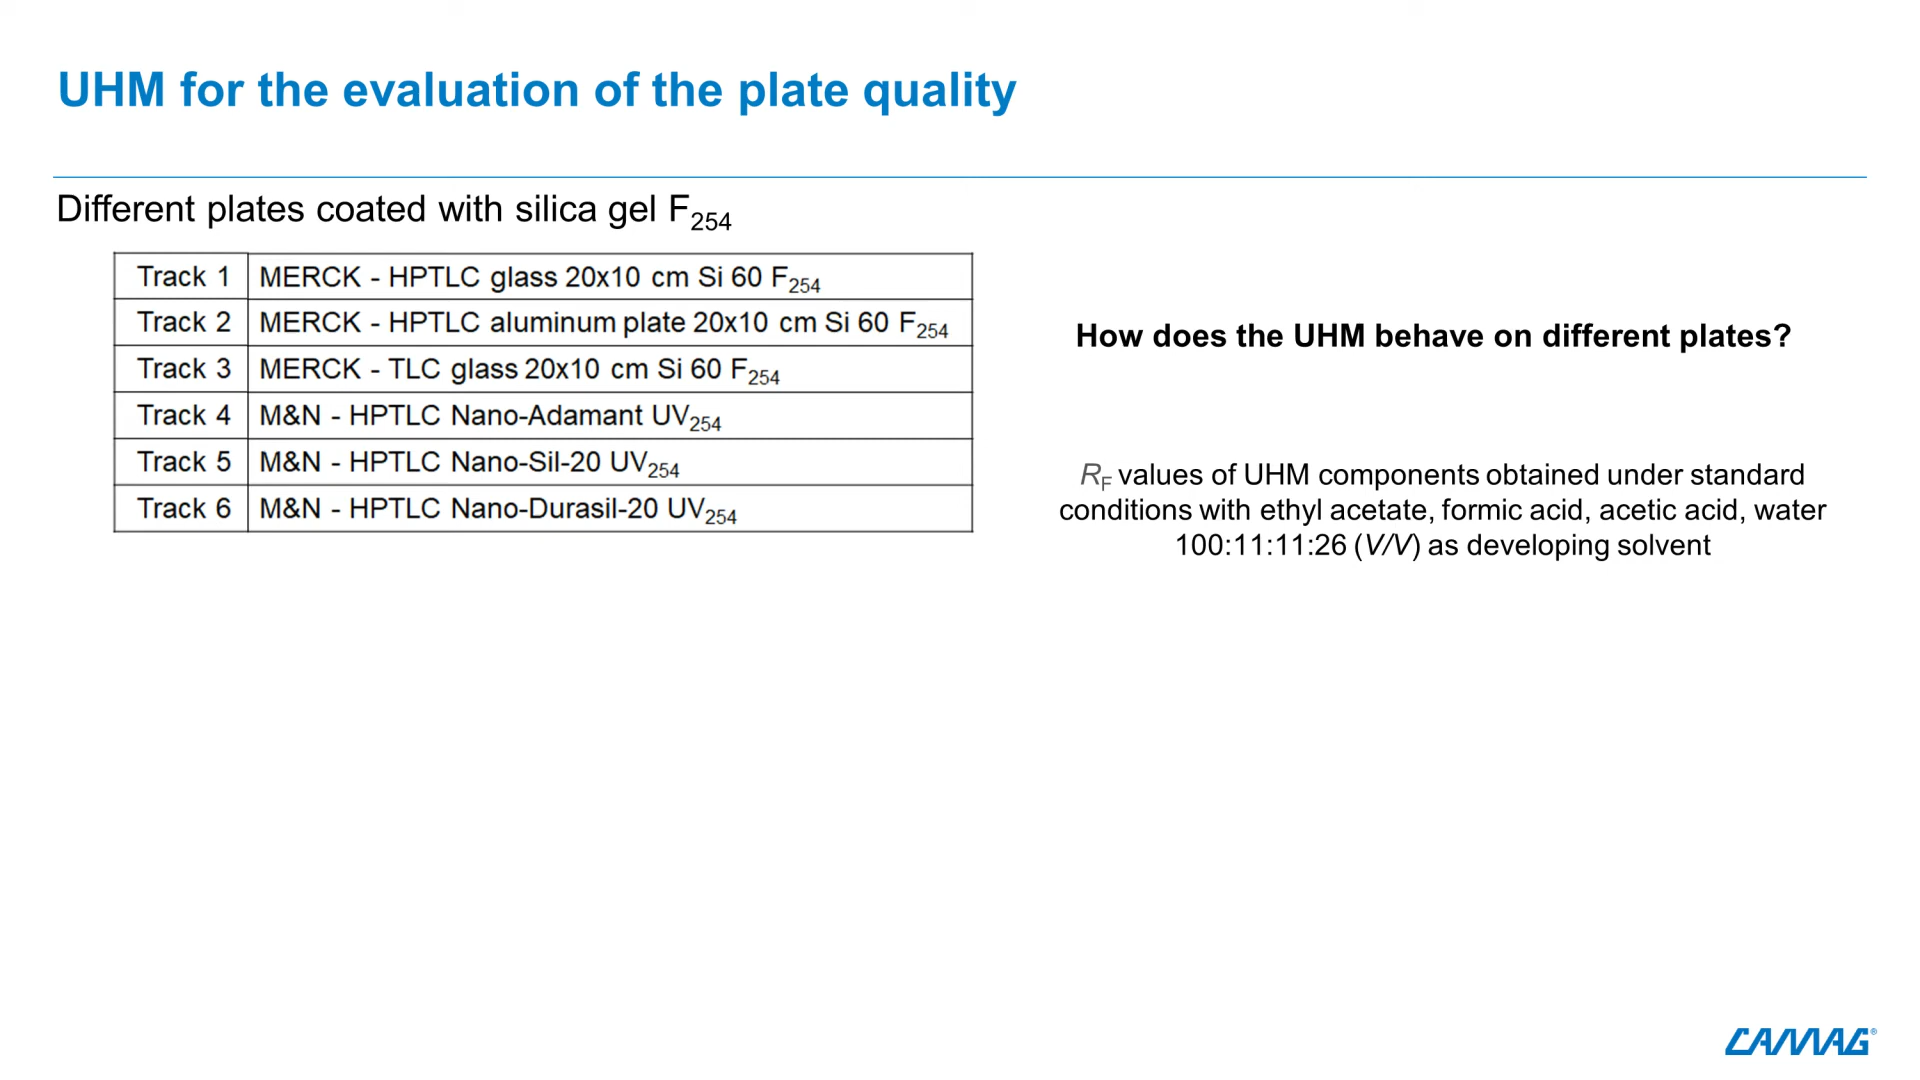 UHM for the evaluation of the plate quality
Different plates coated with silica gel F254
Track 1 MERCK - HPTLC glass 20x10 cm Si 60 F254
Track 2 MERCK - HPTLC aluminum plate 20x10 cm Si 60 F254
Track 3 MERCK - TLC glass 20x10 cm Si 60 F254
Track 4 M&N - HPTLC Nano-Adamant UV254
Track 5 M&N - HPTLC Nano-Sil-20 UV254
Track 6 M&N - HPTLC Nano-Durasil-20 UV254
How does the UHM behave on different plates?
RF values of UHM components obtained under standard
conditions with ethyl acetate, formic acid, acetic acid, water
100:11:11:26 (V/V) as developing solvent
CAMAG®